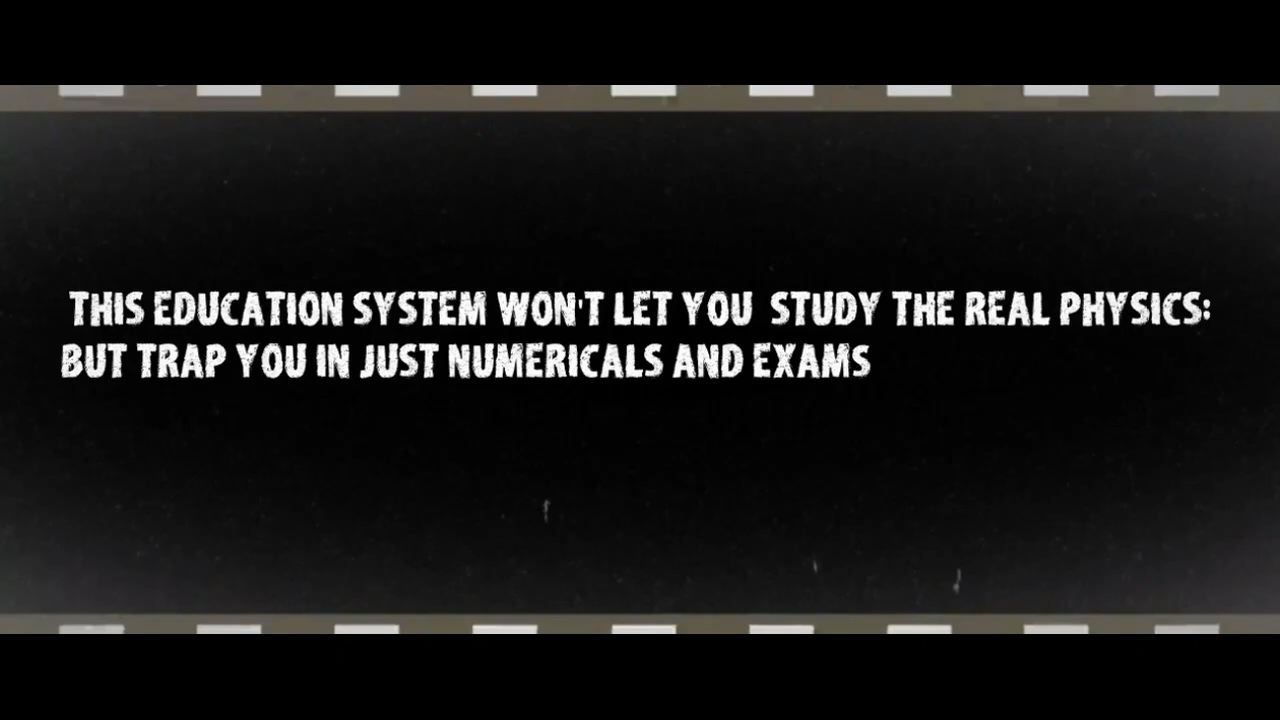 THIS EDUCATION SYSTEM WON'T LET YOU STUDY THE REAL PHYSICS:
BUT TRAP YOU IN JUST NUMERICALS AND EXAMS